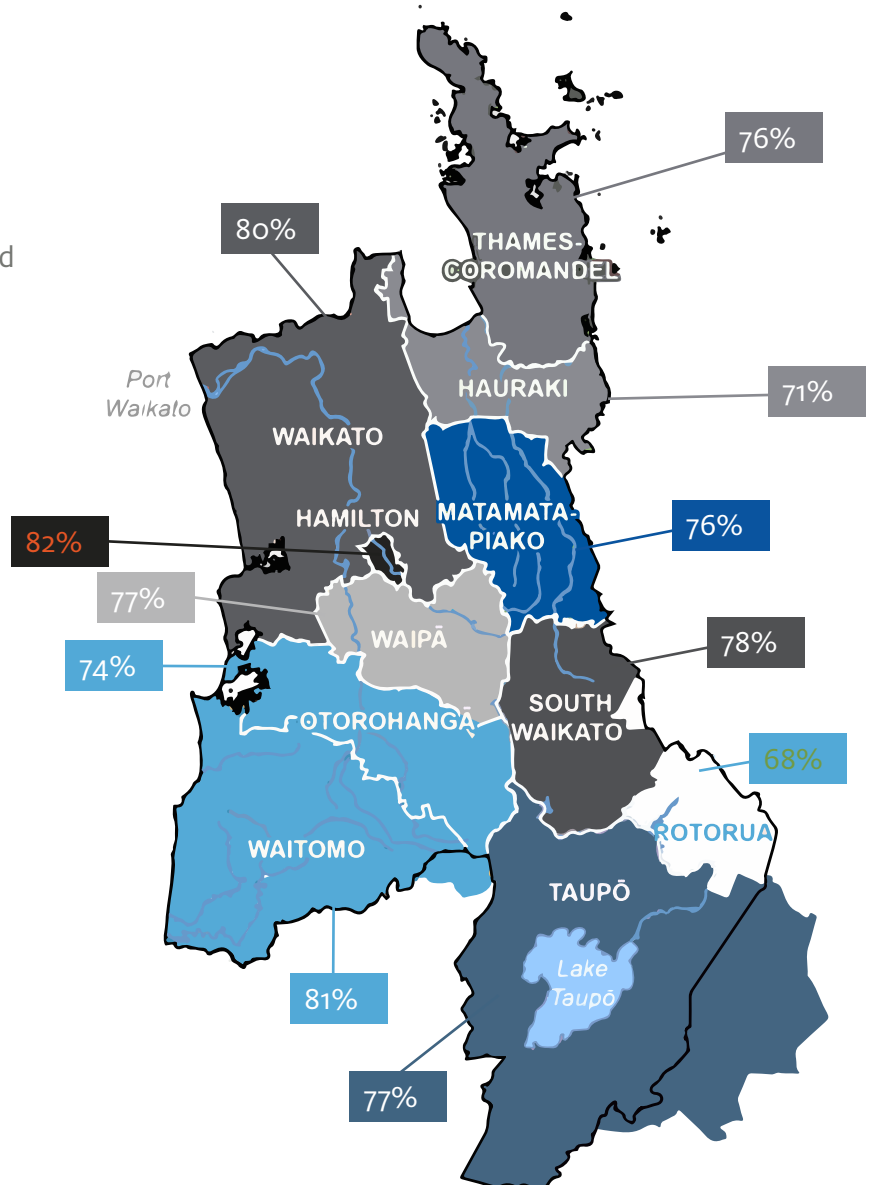 76%
80%
THAMES-
COROMANDEL
d
Port
Waikato
HAURAKI
71%
WAIKATO
HAMILTON
MATAMATA-
PIAKO
76%
82%
77%
WAIPĀ
78%
74%
SOUTH
WAIKATO
OTOROHANGĀ
68%
ROTORUA
WAITOMO
TAUPŌ
Lake
Taupō
81%
77%